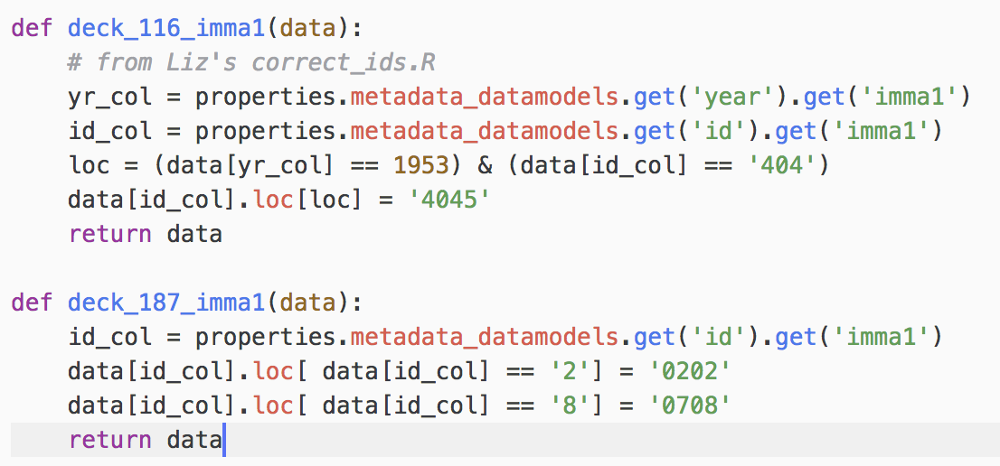 def deck_116_imma1(data):
    # from Liz's correct_ids.R
    yr_col = properties.metadata_datamodels.get('year').get('imma1')
    id_col = properties.metadata_datamodels.get('id').get('imma1')
    loc = (data[yr_col] == 1953) & (data[id_col] == '404')
    data[id_col].loc[loc] = '4045'
    return data

def deck_187_imma1(data):
    id_col = properties.metadata_datamodels.get('id').get('imma1')
    data[id_col].loc[ data[id_col] == '2'] = '0202'
    data[id_col].loc[ data[id_col] == '8'] = '0708'
    return data